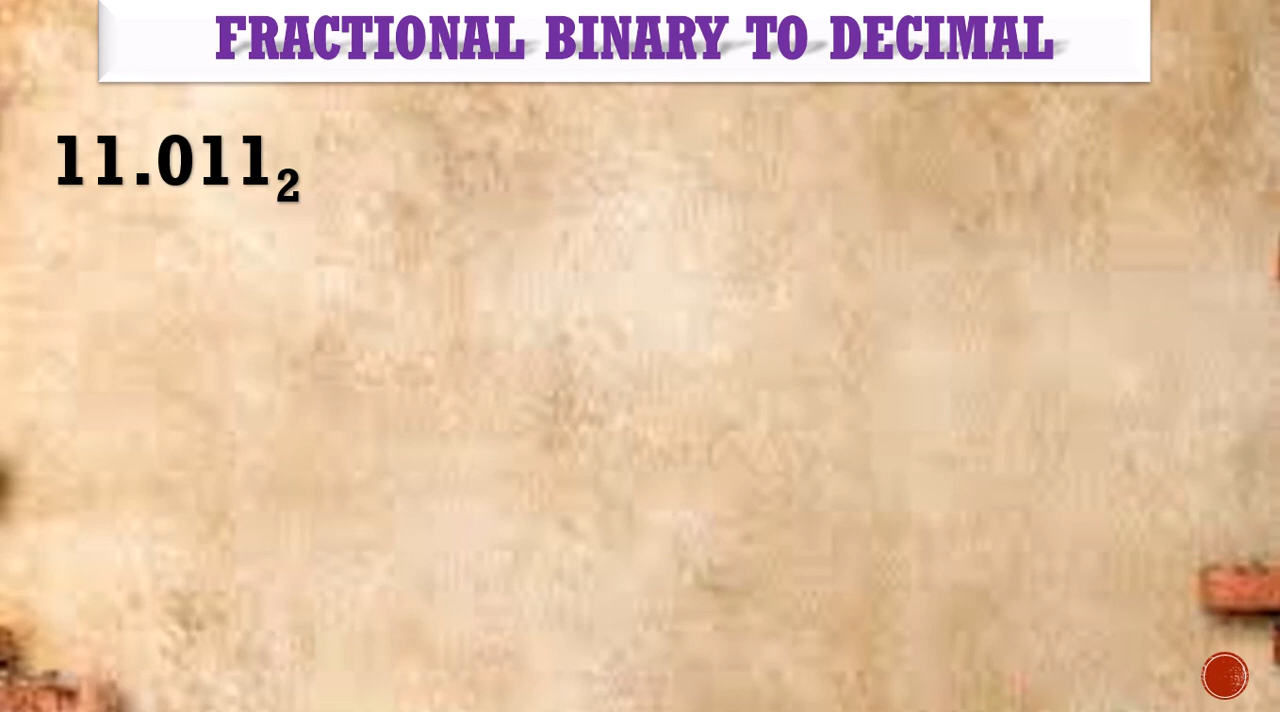 FRACTIONAL BINARY TO DECIMAL
11.011₂